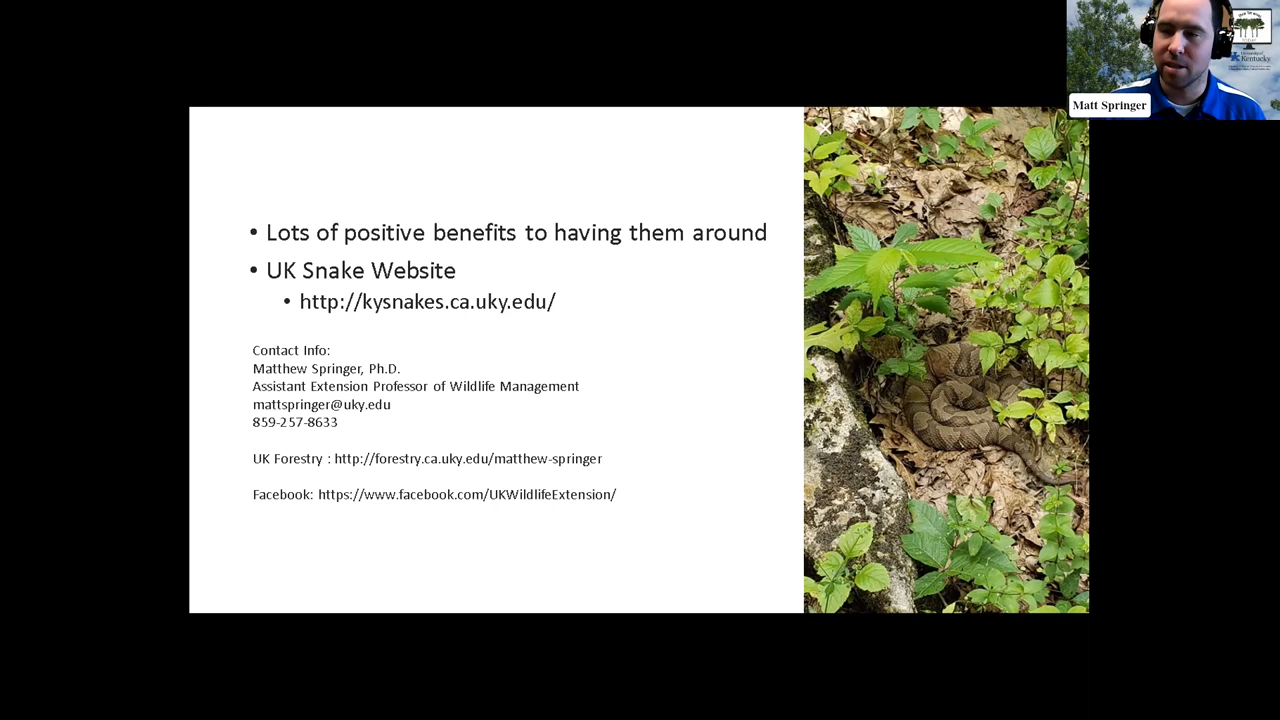 • Lots of positive benefits to having them around
• UK Snake Website
• http://kysnakes.ca.uky.edu/
Contact Info:
Matthew Springer, Ph.D.
Assistant Extension Professor of Wildlife Management
mattspringer@uky.edu
859-257-8633
UK Forestry : http://forestry.ca.uky.edu/matthew-springer
Facebook: https://www.facebook.com/UKWildlifeExtension/
Matt Springer
Kentucky